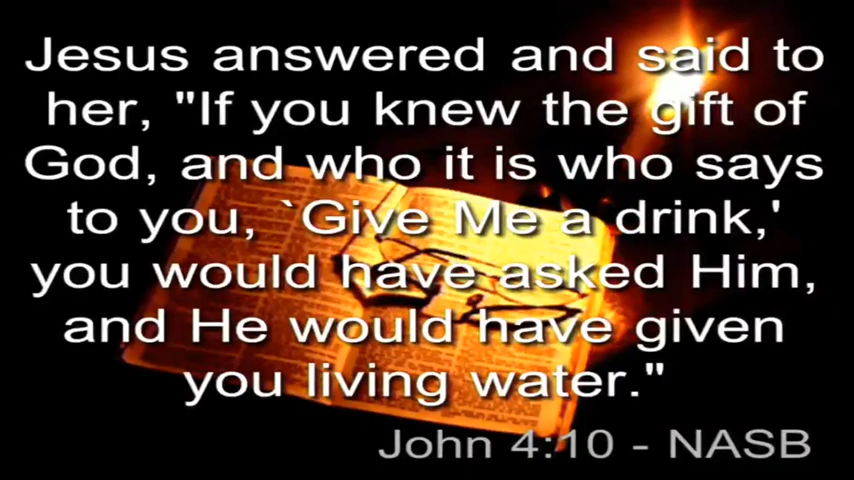 Jesus answered and said to
her, "If you knew the gift of
God, and who it is who says
to you, `Give Me a drink,'
you would have asked Him,
and He would have given
you living water."
John 4:10 - NASB